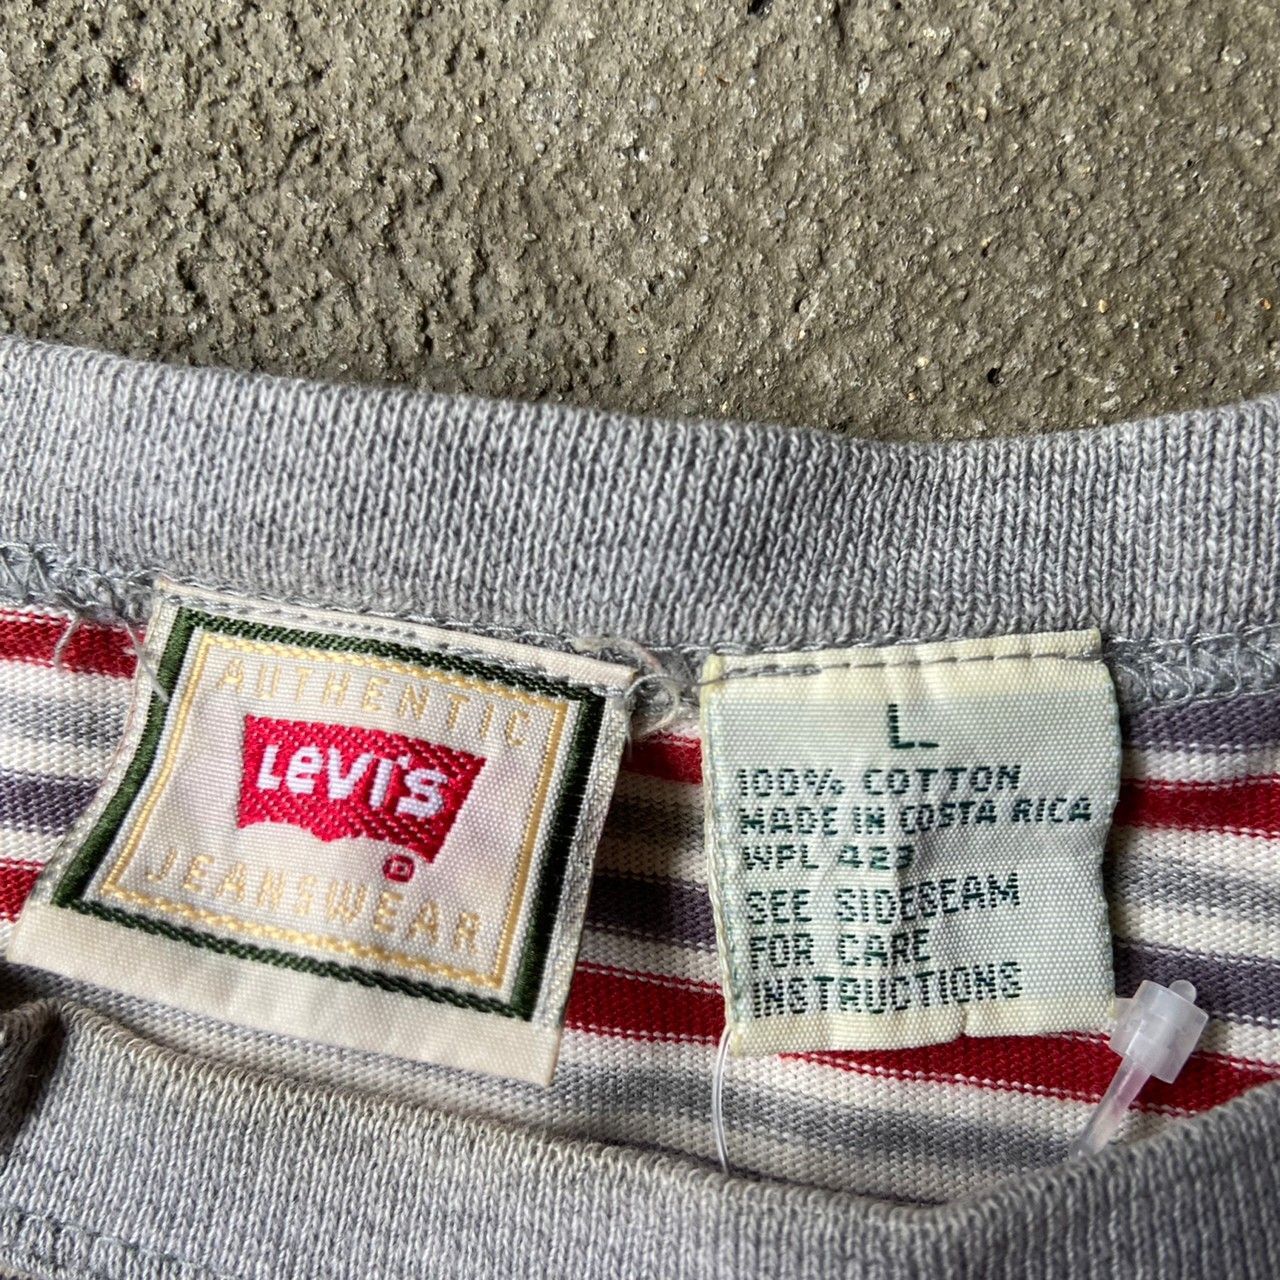 AUTHENTIC
Levi's
®
JEANSWEAR
L
100% COTTON
MADE IN COSTA RICA
WPL 423
SEE SIDESEAM
FOR CARE
INSTRUCTIONS